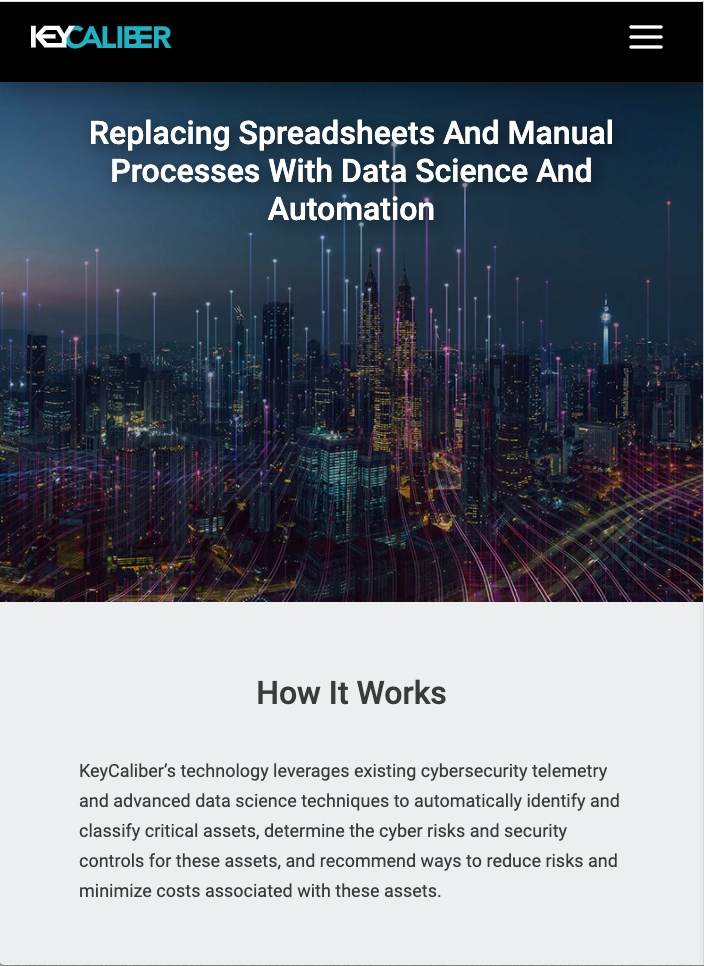 KEYCALIBER
Replacing Spreadsheets And Manual
Processes With Data Science And
Automation
How It Works
KeyCaliber’s technology leverages existing cybersecurity telemetry
and advanced data science techniques to automatically identify and
classify critical assets, determine the cyber risks and security
controls for these assets, and recommend ways to reduce risks and
minimize costs associated with these assets.